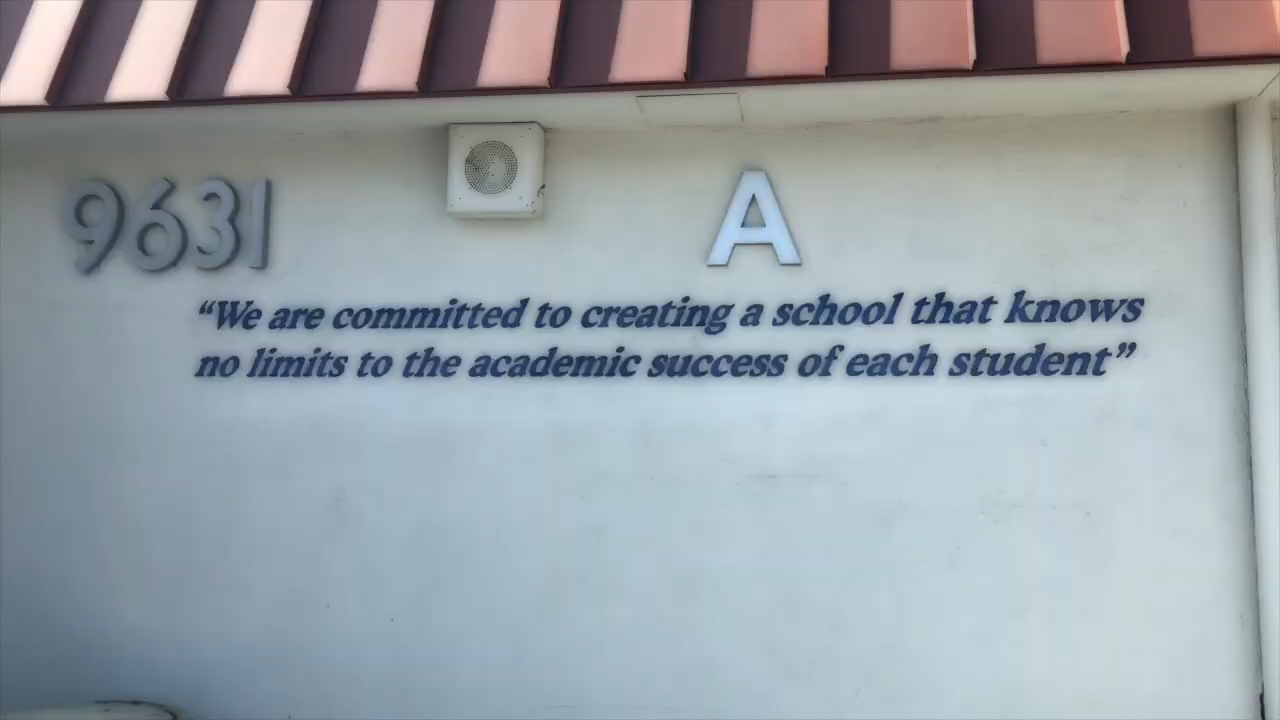 9631
A
“We are committed to creating a school that knows
no limits to the academic success of each student”